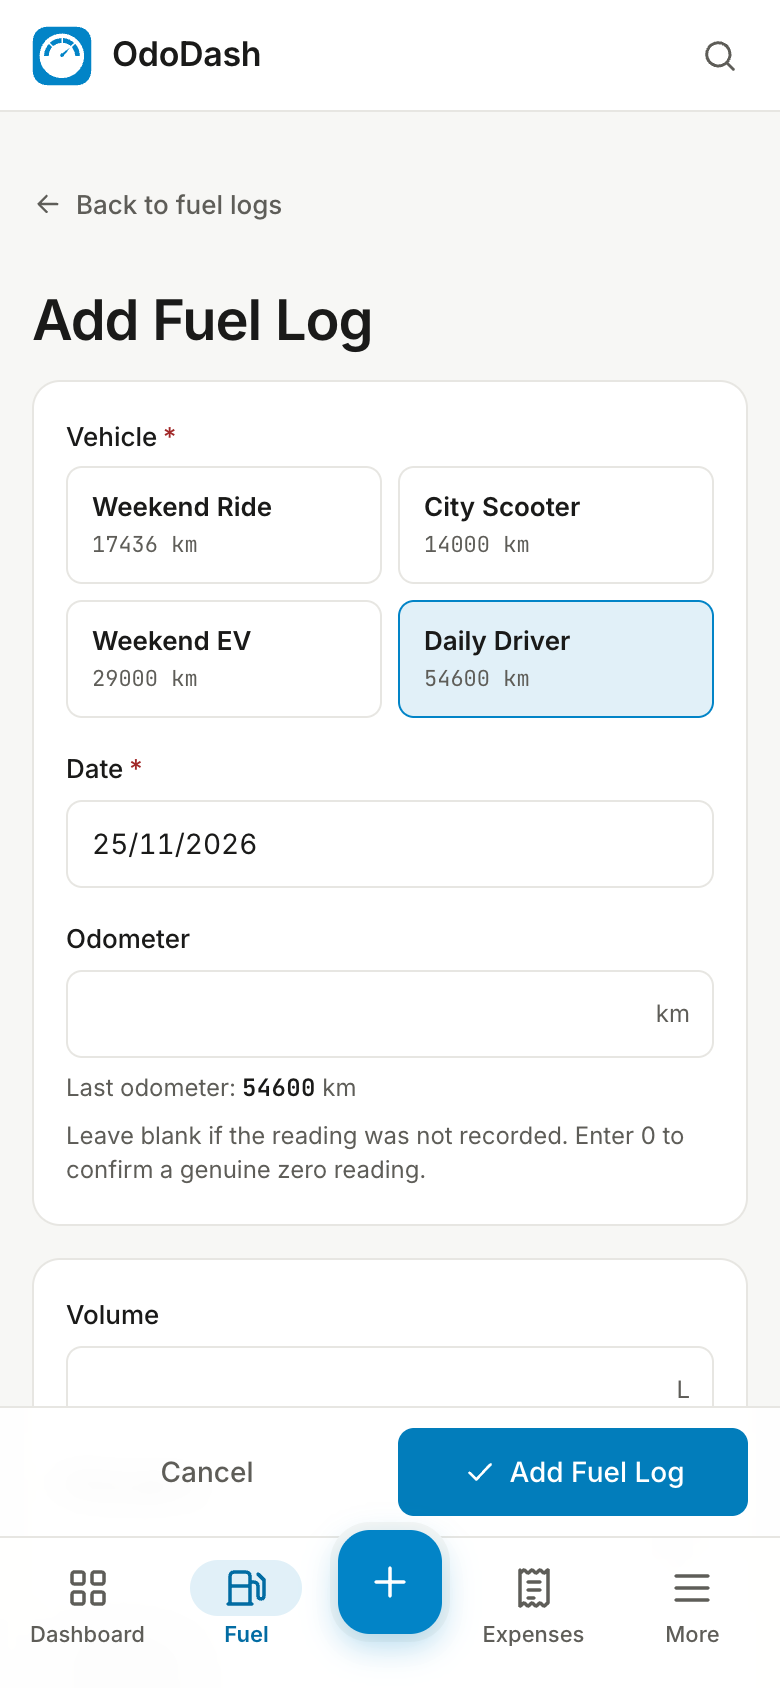 OdoDash
Back to fuel logs
Add Fuel Log
Vehicle *
Weekend Ride
17436 km
City Scooter
14000 km
Weekend EV
29000 km
Daily Driver
54600 km
Date *
25/11/2026
Odometer
km
Last odometer: 54600 km
Leave blank if the reading was not recorded. Enter 0 to
confirm a genuine zero reading.
Volume
L
Cancel
Add Fuel Log
Dashboard
Fuel
Expenses
More